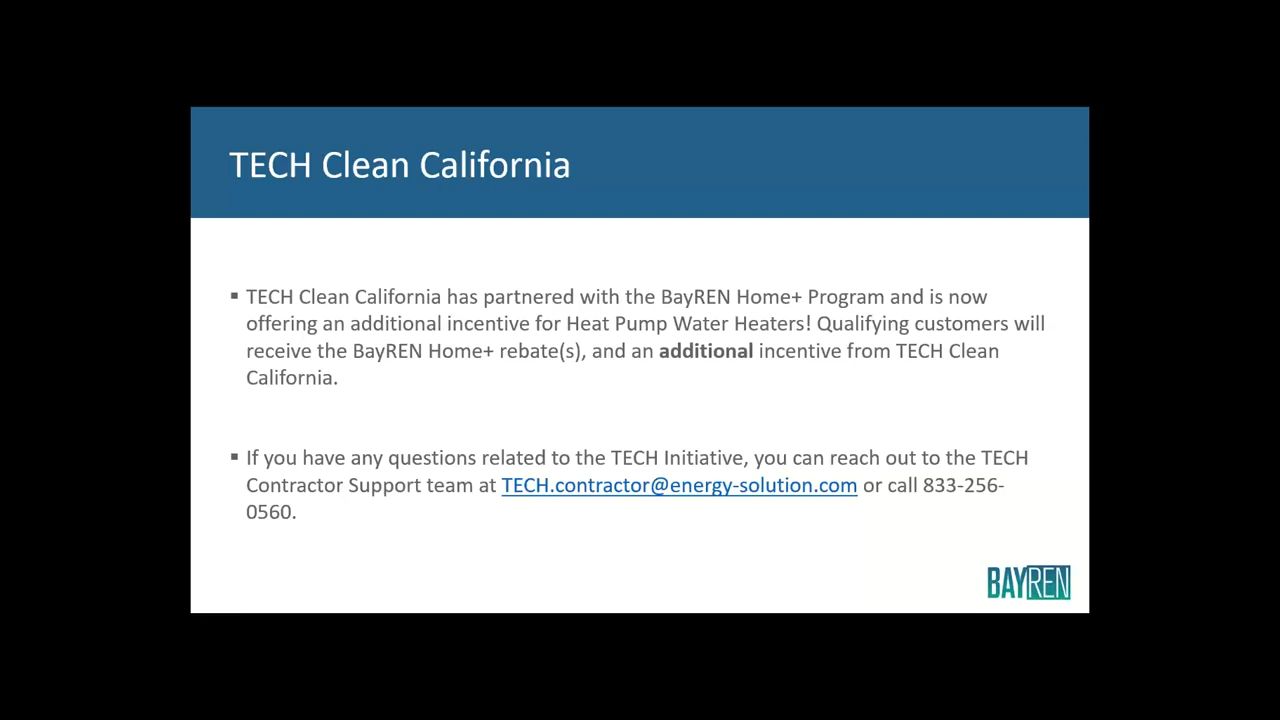 TECH Clean California
▪ TECH Clean California has partnered with the BayREN Home+ Program and is now
offering an additional incentive for Heat Pump Water Heaters! Qualifying customers will
receive the BayREN Home+ rebate(s), and an additional incentive from TECH Clean
California.
▪ If you have any questions related to the TECH Initiative, you can reach out to the TECH
Contractor Support team at TECH.contractor@energy-solution.com or call 833-256-
0560.
BAYREN